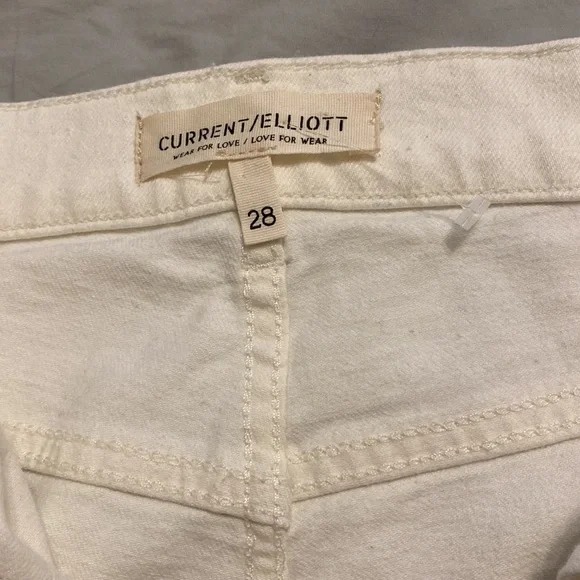 CURRENT/ELLIOTT
WEAR FOR LOVE / LOVE FOR WEAR
28